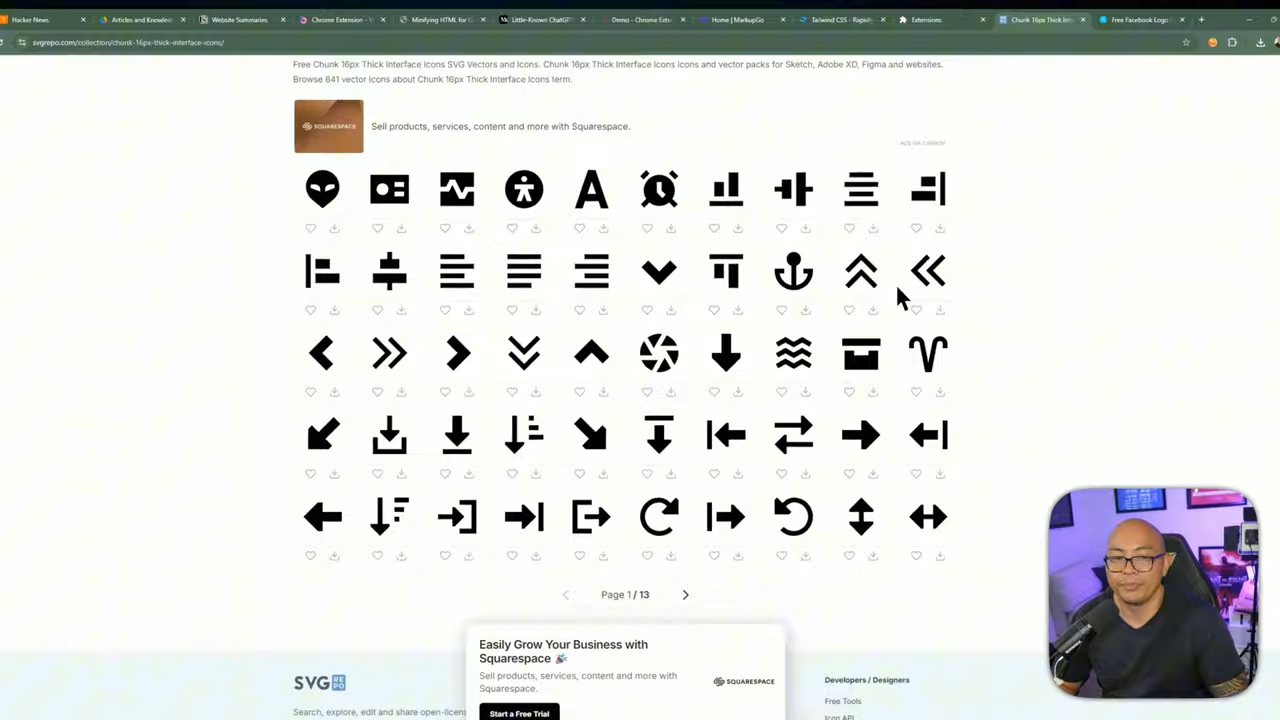 Hacker News
Articles and Knowled
Website Summaries
Chrome Extension - V
Minifying HTML for G
Little-Known ChatGP
Demo - Chrome Exte
Home | MarkupGo
Tailwind CSS - Rapidl
Extensions
Chunk 16px Thick Inte
Free Facebook Logo
svgrepo.com/collection/chunk-16px-thick-interface-icons/
Free Chunk 16px Thick Interface Icons SVG Vectors and Icons. Chunk 16px Thick Interface Icons icons and vector packs for Sketch, Adobe XD, Figma and websites.
Browse 641 vector icons about Chunk 16px Thick Interface Icons term.
SQUARESPACE
Sell products, services, content and more with Squarespace.
ADS VIA CARBON
A
Page 1 / 13
Easily Grow Your Business with
Squarespace 🎉
Sell products, services, content and more with
Squarespace.
SQUARESPACE
Start a Free Trial
SVG REPO
Search, explore, edit and share open-licen
Developers / Designers
Free Tools
Icon API